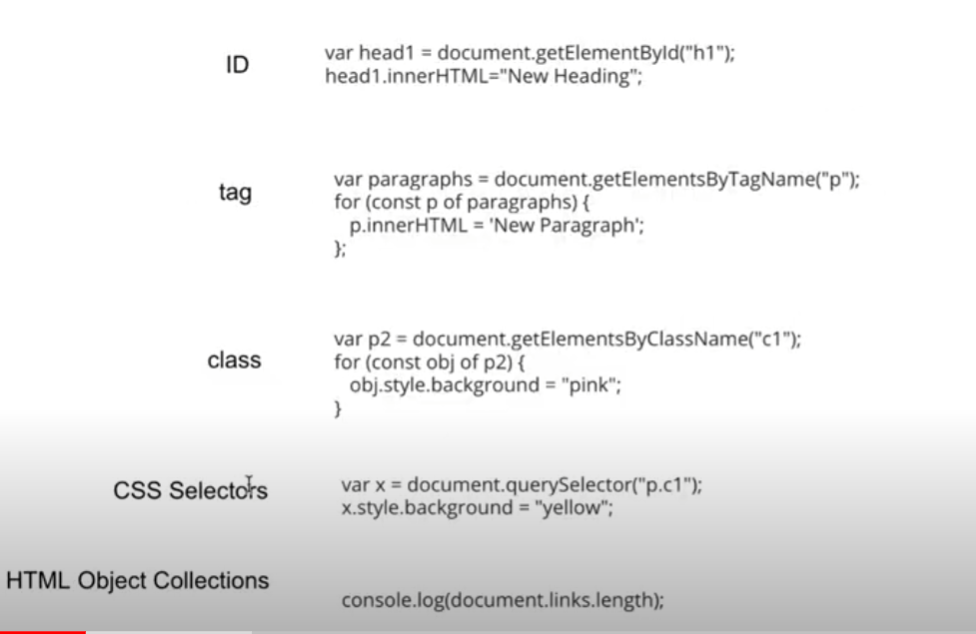 ID
var head1 = document.getElementById("h1");
head1.innerHTML="New Heading";
tag
var paragraphs = document.getElementsByTagName("p");
for (const p of paragraphs) {
p.innerHTML = 'New Paragraph';
};
class
var p2 = document.getElementsByClassName("c1");
for (const obj of p2) {
obj.style.background = "pink";
}
CSS Selectors
var x = document.querySelector("p.c1");
x.style.background = "yellow";
HTML Object Collections
console.log(document.links.length);